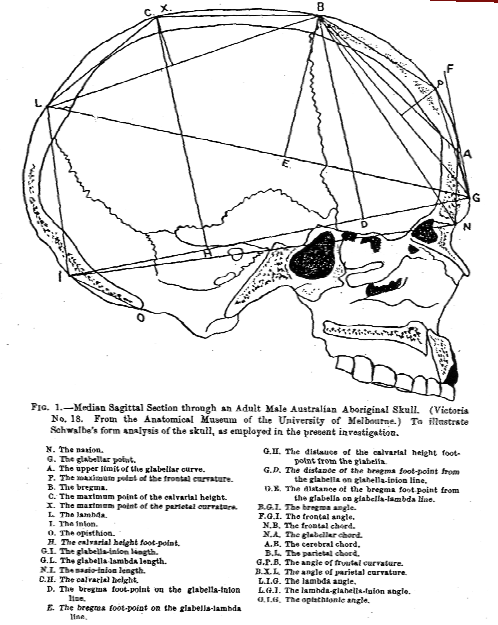 C X. B
F
P
L
A
E.
G
D
N
H
I
O
FIG. 1.—Median Sagittal Section through an Adult Male Australian Aboriginal Skull. (Victoria
No. 18. From the Anatomical Museum of the University of Melbourne.) To illustrate
Schwalbe's form analysis of the skull, as employed in the present investigation.
N. The nasion.
G. The glabellar point.
A. The upper limit of the glabellar curve.
P. The maximum point of the frontal curvature.
B. The bregma.
C. The maximum point of the calvarial height.
X. The maximum point of the parietal curvature.
L. The lambda.
I. The inion.
O. The opisthion.
H. The calvarial height foot-point.
G.I. The glabella-inion length.
G.L. The glabella-lambda length.
N.I. The nasio-inion length.
C.H. The calvarial height.
D. The bregma foot-point on the glabella-inion
line.
E. The bregma foot-point on the glabella-lambda
line.
G.H. The distance of the calvarial height foot-
point from the glabella.
G.D. The distance of the bregma foot-point from
the glabella on glabella-inion line.
G.E. The distance of the bregma foot-point from
the glabella on glabella-lambda line.
B.G.I. The bregma angle.
F.G.I. The frontal angle.
N.B. The frontal chord.
N.A. The glabellar chord.
A.B. The cerebral chord.
B.L. The parietal chord.
G.P.B. The angle of frontal curvature.
B.X.L. The angle of parietal curvature.
L.I.G. The lambda angle.
L.G.I. The lambda-glabella-inion angle.
O.I.G. The opisthionic angle.